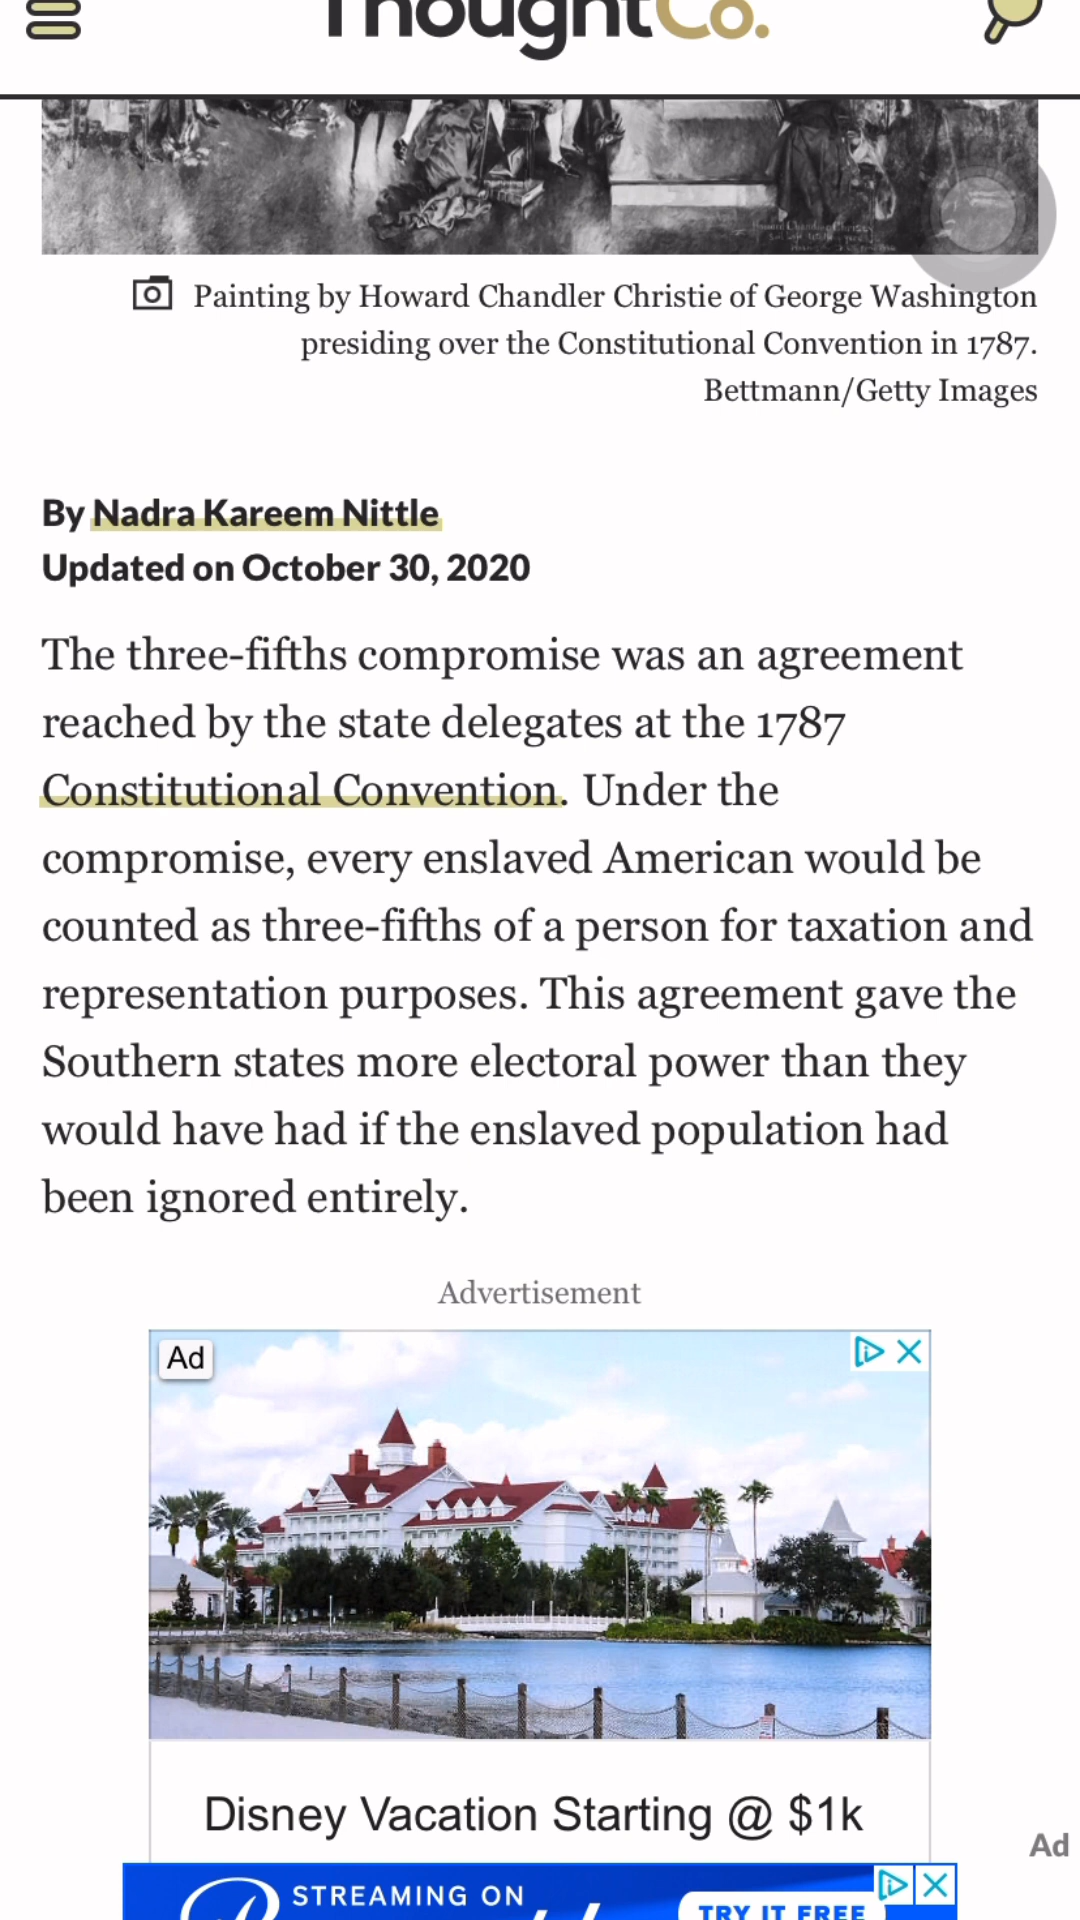 ThoughtCo.
Painting by Howard Chandler Christie of George Washington
presiding over the Constitutional Convention in 1787.
Bettmann/Getty Images
By Nadra Kareem Nittle
Updated on October 30, 2020
The three-fifths compromise was an agreement
reached by the state delegates at the 1787
Constitutional Convention. Under the
compromise, every enslaved American would be
counted as three-fifths of a person for taxation and
representation purposes. This agreement gave the
Southern states more electoral power than they
would have had if the enslaved population had
been ignored entirely.
Advertisement
Ad
Disney Vacation Starting @ $1k
Ad
STREAMING ON
TRY IT FREE